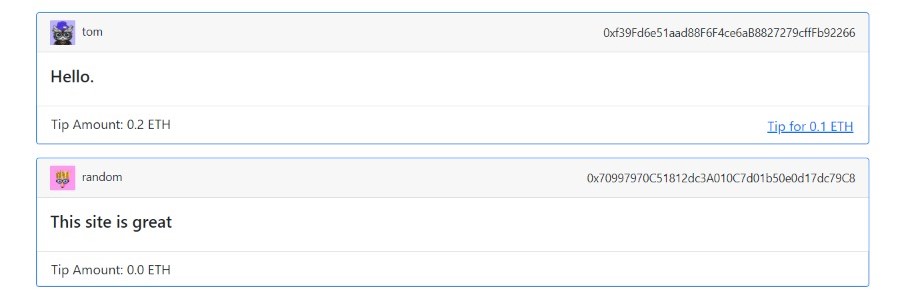 tom 0xf39Fd6e51aad88F6F4ce6aB8827279cffFb92266
Hello.
Tip Amount: 0.2 ETH Tip for 0.1 ETH
random 0x70997970C51812dc3A010C7d01b50e0d17dc79C8
This site is great
Tip Amount: 0.0 ETH